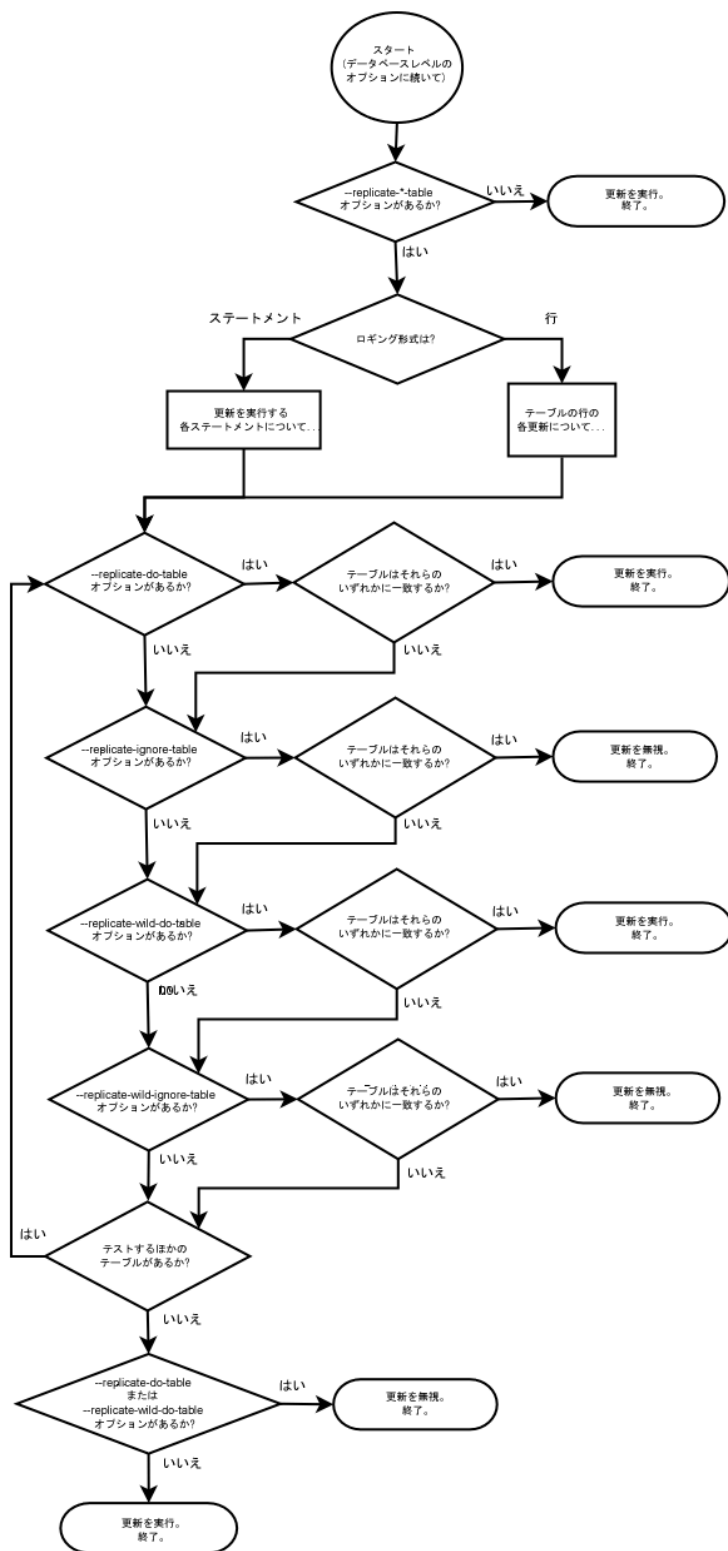 スタート
(データベースレベルの
オプションに続いて)
--replicate-*-table
オプションがあるか?
いいえ
更新を実行。
終了。
はい
ステートメント
ロギング形式は?
行
更新を実行する
各ステートメントについて...
テーブルの行の
各更新について...
--replicate-do-table
オプションがあるか?
はい
テーブルはそれらの
いずれかに一致するか?
はい
更新を実行。
終了。
いいえ
いいえ
--replicate-ignore-table
オプションがあるか?
はい
テーブルはそれらの
いずれかに一致するか?
はい
更新を無視。
終了。
いいえ
いいえ
--replicate-wild-do-table
オプションがあるか?
はい
テーブルはそれらの
いずれかに一致するか?
はい
更新を実行。
終了。
いいえ
--replicate-wild-ignore-table
オプションがあるか?
はい
テーブルはそれらの
いずれかに一致するか?
はい
更新を無視。
終了。
いいえ
いいえ
はい
テストするほかの
テーブルがあるか?
いいえ
--replicate-do-table
または
--replicate-wild-do-table
オプションがあるか?
はい
更新を無視。
終了。
いいえ
更新を実行。
終了。